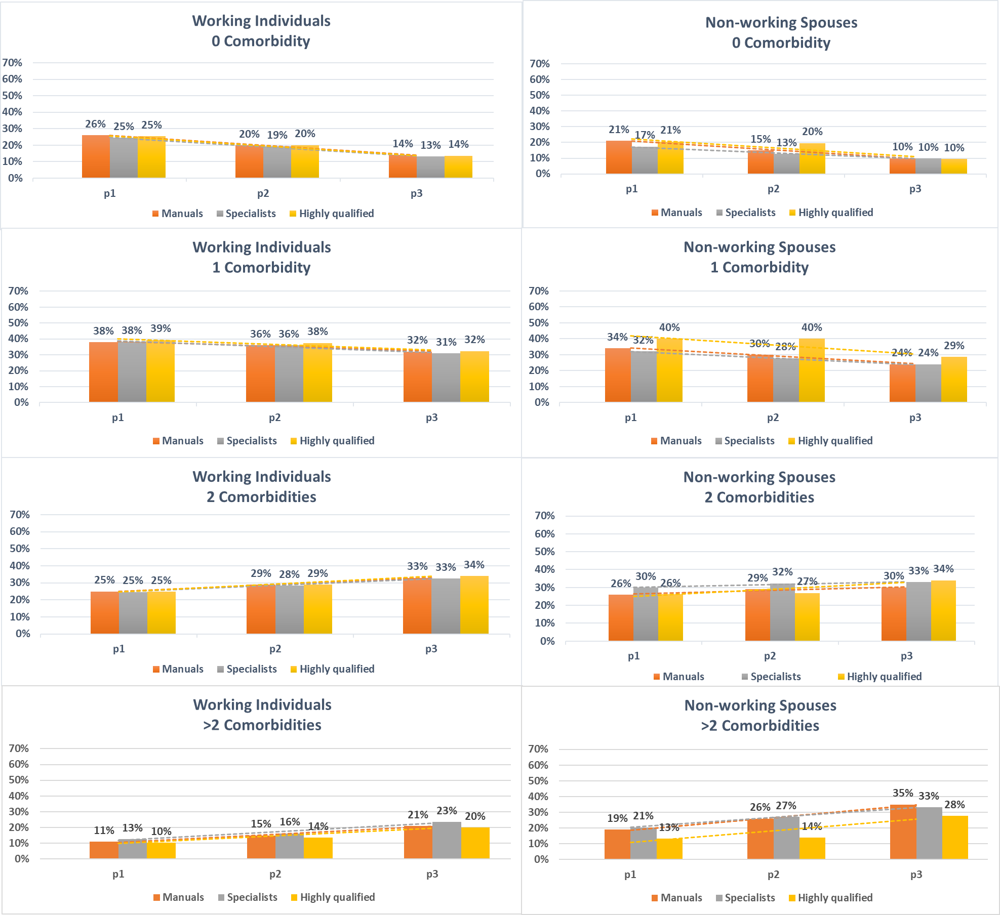 Working Individuals
0 Comorbidity
70%
60%
50%
40%
30%
20%
10%
0%
26% 25% 25%
20% 19% 20%
14% 13% 14%
p1 p2 p3
Manuals Specialists Highly qualified
Non-working Spouses
0 Comorbidity
70%
60%
50%
40%
30%
20%
10%
0%
21% 17% 21%
15% 13% 20%
10% 10% 10%
p1 p2 p3
Manuals Specialists Highly qualified
Working Individuals
1 Comorbidity
70%
60%
50%
40%
30%
20%
10%
0%
38% 38% 39%
36% 36% 38%
32% 31% 32%
p1 p2 p3
Manuals Specialists Highly qualified
Non-working Spouses
1 Comorbidity
70%
60%
50%
40%
30%
20%
10%
0%
34% 32% 40%
30% 28% 40%
24% 24% 29%
p1 p2 p3
Manuals Specialists Highly qualified
Working Individuals
2 Comorbidities
70%
60%
50%
40%
30%
20%
10%
0%
25% 25% 25%
29% 28% 29%
33% 33% 34%
p1 p2 p3
Manuals Specialists Highly qualified
Non-working Spouses
2 Comorbidities
70%
60%
50%
40%
30%
20%
10%
0%
26% 30% 26%
29% 32% 27%
30% 33% 34%
p1 p2 p3
Manuals Specialists Highly qualified
Working Individuals
>2 Comorbidities
70%
60%
50%
40%
30%
20%
10%
0%
11% 13% 10%
15% 16% 14%
21% 23% 20%
p1 p2 p3
Manuals Specialists Highly qualified
Non-working Spouses
>2 Comorbidities
70%
60%
50%
40%
30%
20%
10%
0%
19% 21% 13%
26% 27% 14%
35% 33% 28%
p1 p2 p3
Manuals Specialists Highly qualified